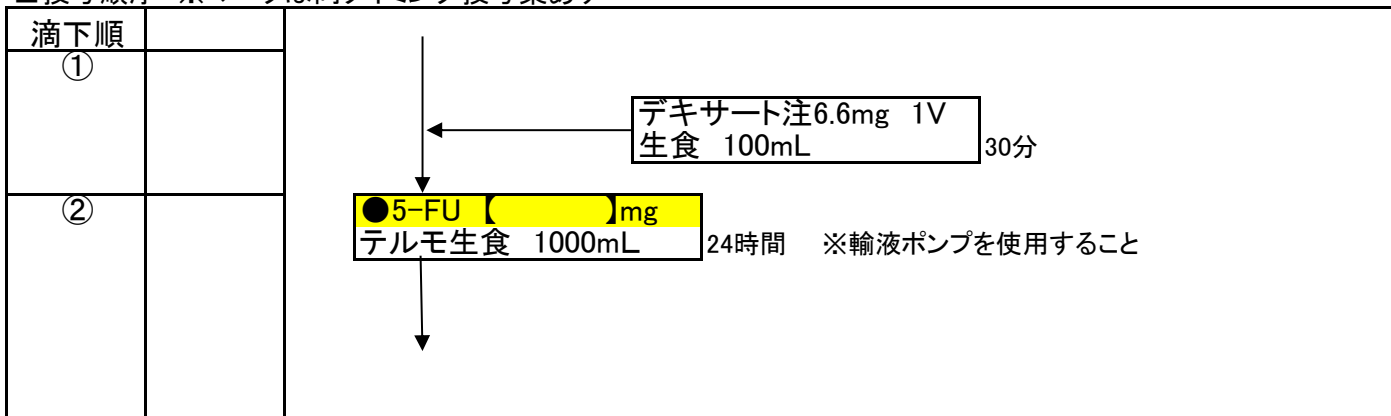 滴下順
①
デキサート注6.6mg 1V
生食 100mL
30分
②
●5-FU 【 】mg
テルモ生食 1000mL
24時間 ※輸液ポンプを使用すること